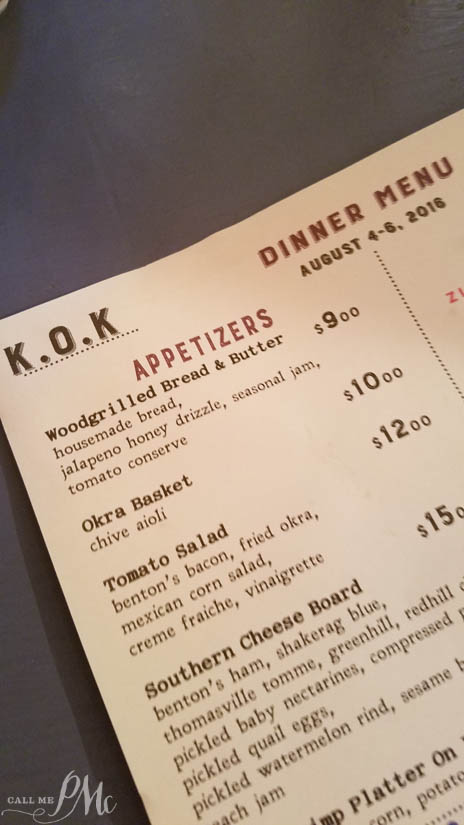 K.O.K
DINNER MENU
AUGUST 4-6, 2016
APPETIZERS
Woodgrilled Bread & Butter $9.00
housemade bread,
jalapeno honey drizzle, seasonal jam,
tomato conserve
Okra Basket $10.00
chive aioli
Tomato Salad $12.00
benton's bacon, fried okra,
mexican corn salad,
creme fraiche, vinaigrette
Southern Cheese Board $15.0
benton's ham, shakerag blue,
thomasville tomme, greenhill, redhill
pickled baby nectarines, compressed
pickled quail eggs,
pickled watermelon rind, sesame
jam
Platter On
corn,
CALL ME PMc